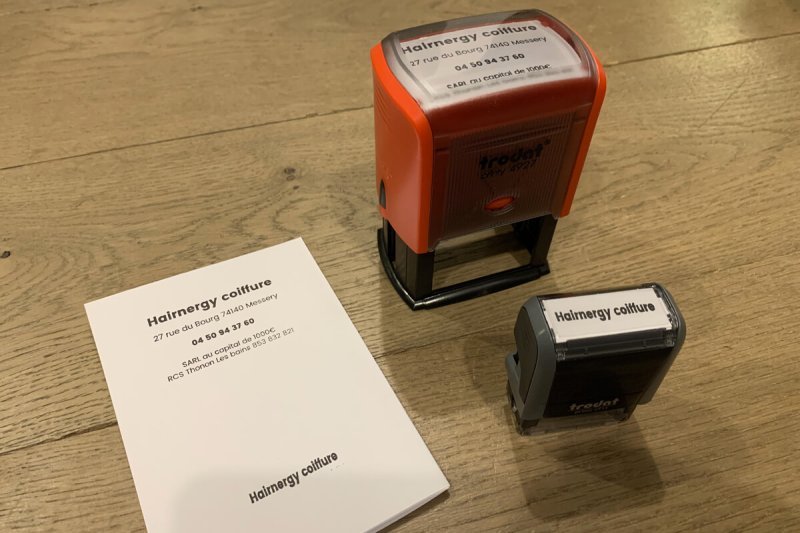 Hairnergy coiffure
27 rue du Bourg 74140 Messery
04 50 94 37 60
SARL au capital de 1000€
trodat
Hairnergy coiffure
27 rue du Bourg 74140 Messery
04 50 94 37 60
SARL au capital de 1000€
RCS Thonon Les bains 853 832 821
Hairnergy coiffure
Hairnergy coiffure
trodat